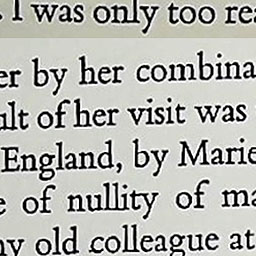 . I was only too rea
er by her combina
ult of her visit was
England, by Marie
e of nullity of ma
ny old colleague at